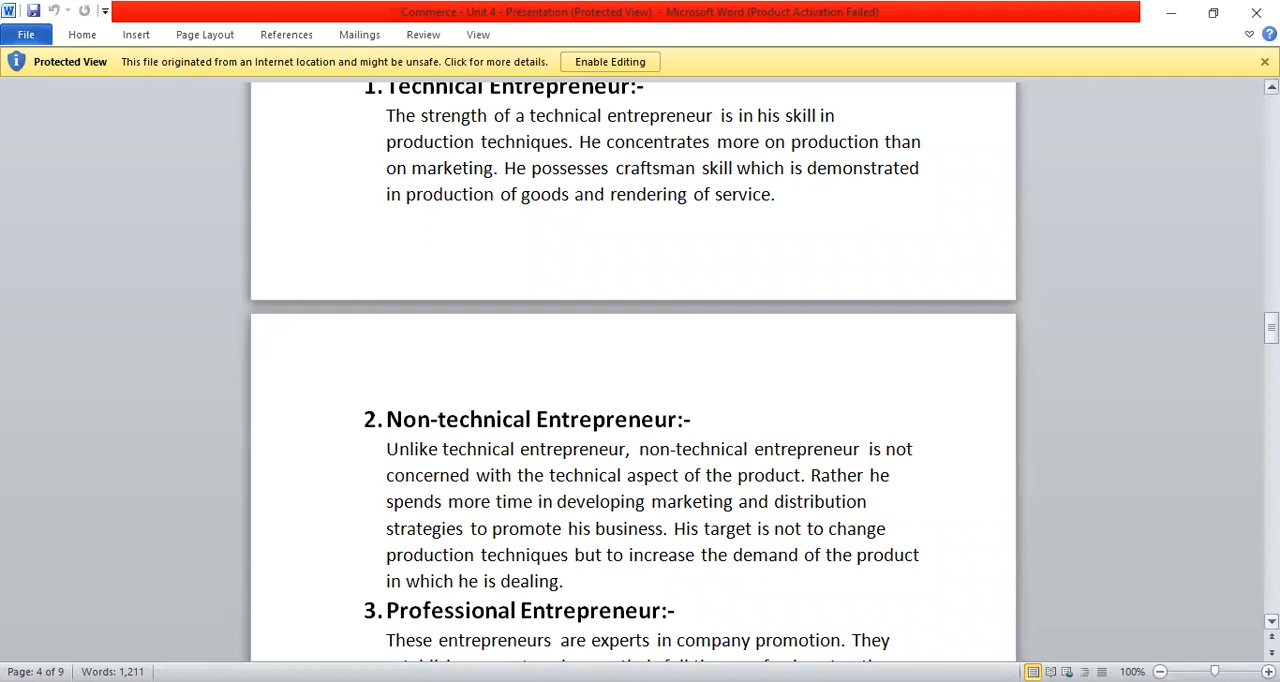 Commerce - Unit 4 - Presentation (Protected View) - Microsoft Word (Product Activation Failed)
File Home Insert Page Layout References Mailings Review View
Protected View This file originated from an Internet location and might be unsafe. Click for more details. Enable Editing
1. Technical Entrepreneur:-
The strength of a technical entrepreneur is in his skill in
production techniques. He concentrates more on production than
on marketing. He possesses craftsman skill which is demonstrated
in production of goods and rendering of service.
2. Non-technical Entrepreneur:-
Unlike technical entrepreneur, non-technical entrepreneur is not
concerned with the technical aspect of the product. Rather he
spends more time in developing marketing and distribution
strategies to promote his business. His target is not to change
production techniques but to increase the demand of the product
in which he is dealing.
3. Professional Entrepreneur:-
These entrepreneurs are experts in company promotion. They
Page: 4 of 9 Words: 1,211 100%